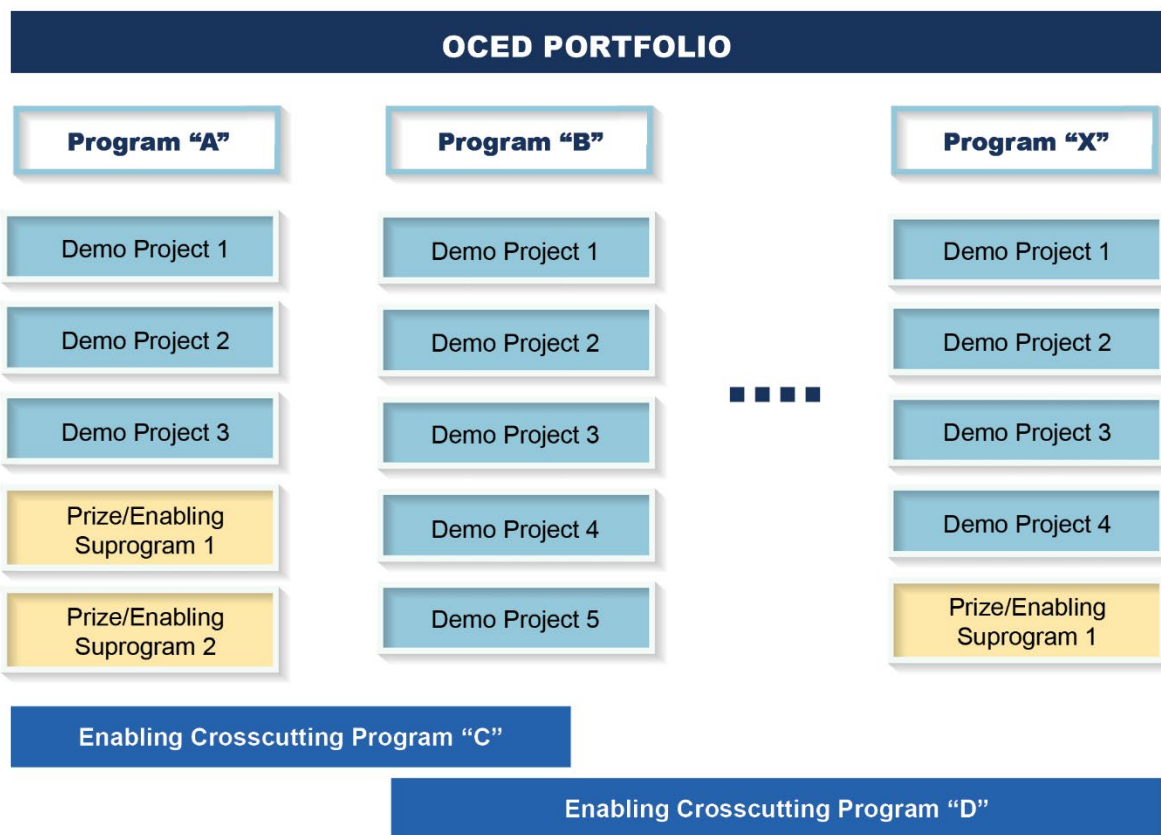 OCED PORTFOLIO
Program “A”
Demo Project 1
Demo Project 2
Demo Project 3
Prize/Enabling
Suprogram 1
Prize/Enabling
Suprogram 2
Program “B”
Demo Project 1
Demo Project 2
Demo Project 3
Demo Project 4
Demo Project 5
Program “X”
Demo Project 1
Demo Project 2
Demo Project 3
Demo Project 4
Prize/Enabling
Suprogram 1
Enabling Crosscutting Program “C”
Enabling Crosscutting Program “D”